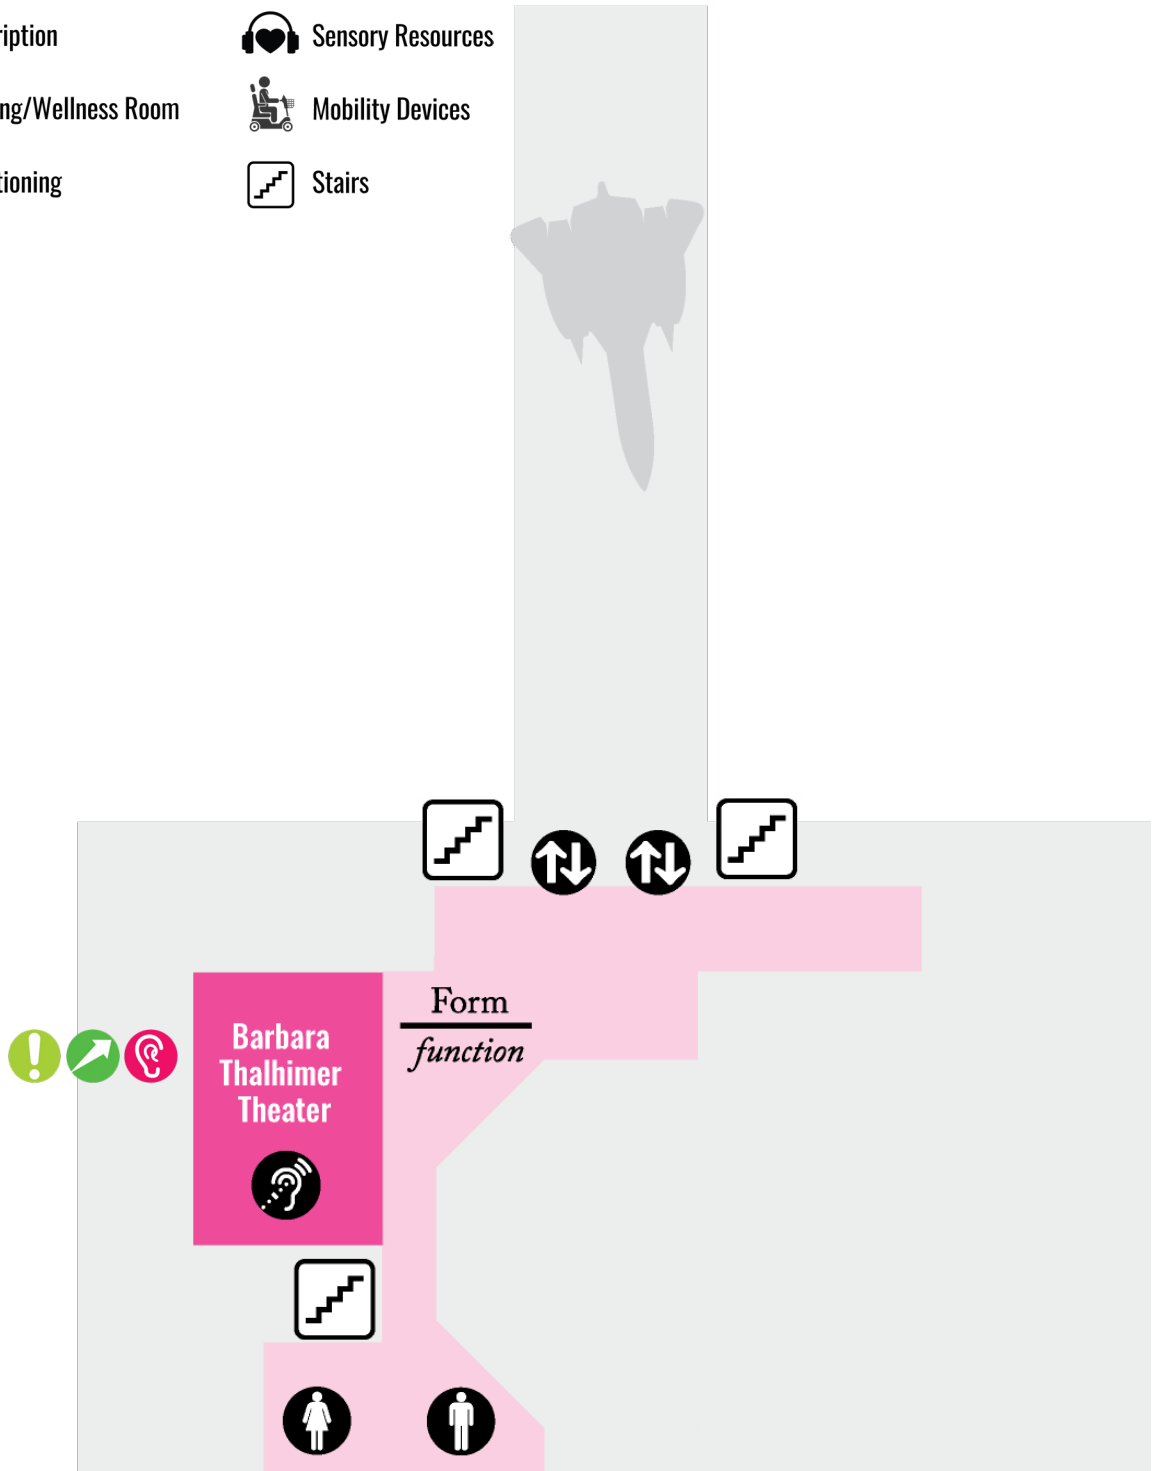 ription
Sensory Resources
ng/Wellness Room
Mobility Devices
tioning
Stairs
Form
function
Barbara
Thalhimer
Theater